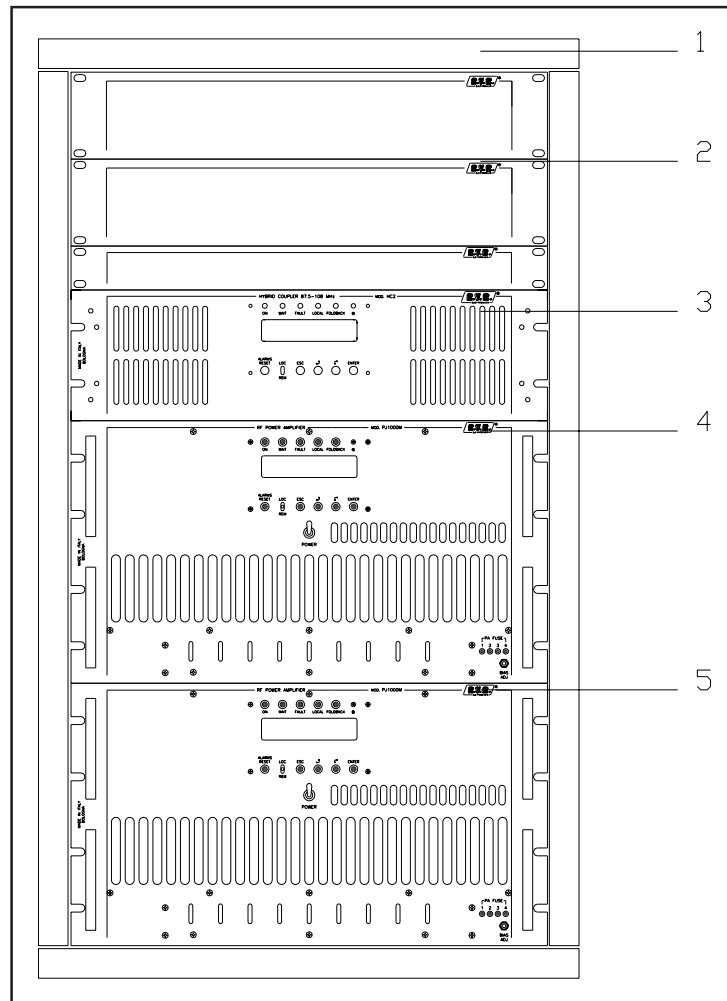 1
R.V.R.
2
R.V.R.
R.V.R.
HYBRID COUPLER 87.5-108 MHz MOD. HC2 R.V.R.
3
ON WAIT FAULT LOCAL FOLDBACK
MADE IN ITALY
BOLOGNA
ALARMS RESET LOC ESC ENTER
REM
4
RF POWER AMPLIFIER MOD. PJ1000M R.V.R.
ON WAIT FAULT LOCAL FOLDBACK
ALARMS RESET LOC ESC ENTER
REM
POWER
MADE IN ITALY
BOLOGNA
PA FUSE
1 2 3 4
BIAS
ADJ
5
RF POWER AMPLIFIER MOD. PJ1000M R.V.R.
ON WAIT FAULT LOCAL FOLDBACK
ALARMS RESET LOC ESC ENTER
REM
POWER
MADE IN ITALY
BOLOGNA
PA FUSE
1 2 3 4
BIAS
ADJ